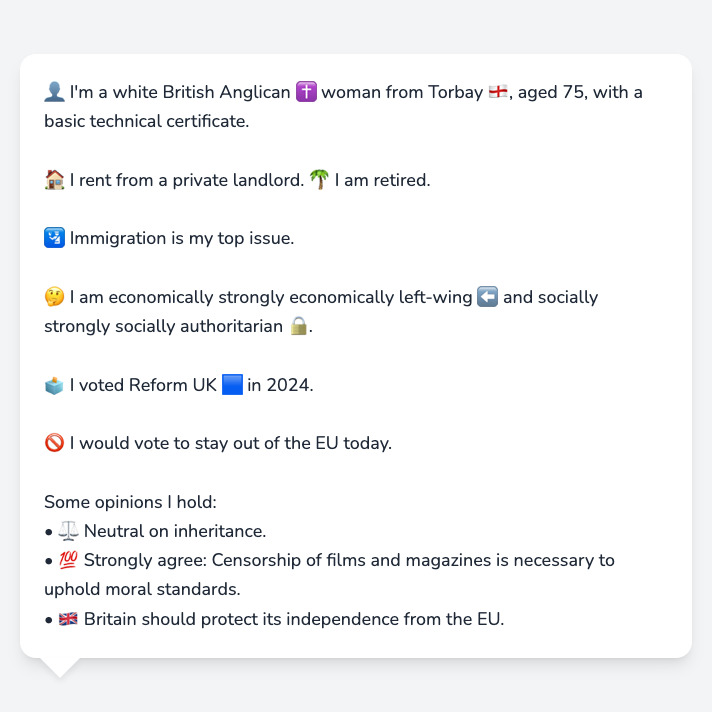 👤 I'm a white British Anglican ✝️ woman from Torbay 🏴󠁧󠁢󠁥󠁮󠁧󠁿, aged 75, with a
basic technical certificate.
🏠 I rent from a private landlord. 🌴 I am retired.
🛂 Immigration is my top issue.
🤔 I am economically strongly economically left-wing ⬅️ and socially
strongly socially authoritarian 🔒.
🗳️ I voted Reform UK 🟦 in 2024.
🚫 I would vote to stay out of the EU today.
Some opinions I hold:
• ⚖️ Neutral on inheritance.
• 💯 Strongly agree: Censorship of films and magazines is necessary to
uphold moral standards.
• 🇬🇧 Britain should protect its independence from the EU.